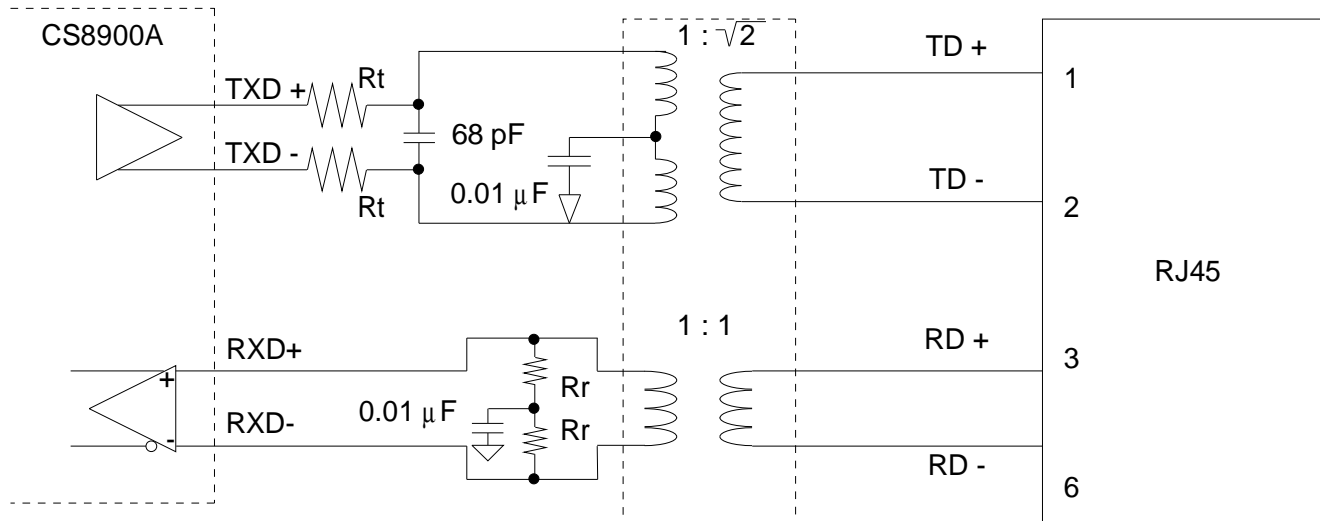 CS8900A
1 : √2
TXD +
Rt
TD +
1
68 pF
TXD -
Rt
0.01 μF
TD -
2
RJ45
1 : 1
RXD+
RD +
3
+
Rr
0.01 μF
RXD-
Rr
-
RD -
6